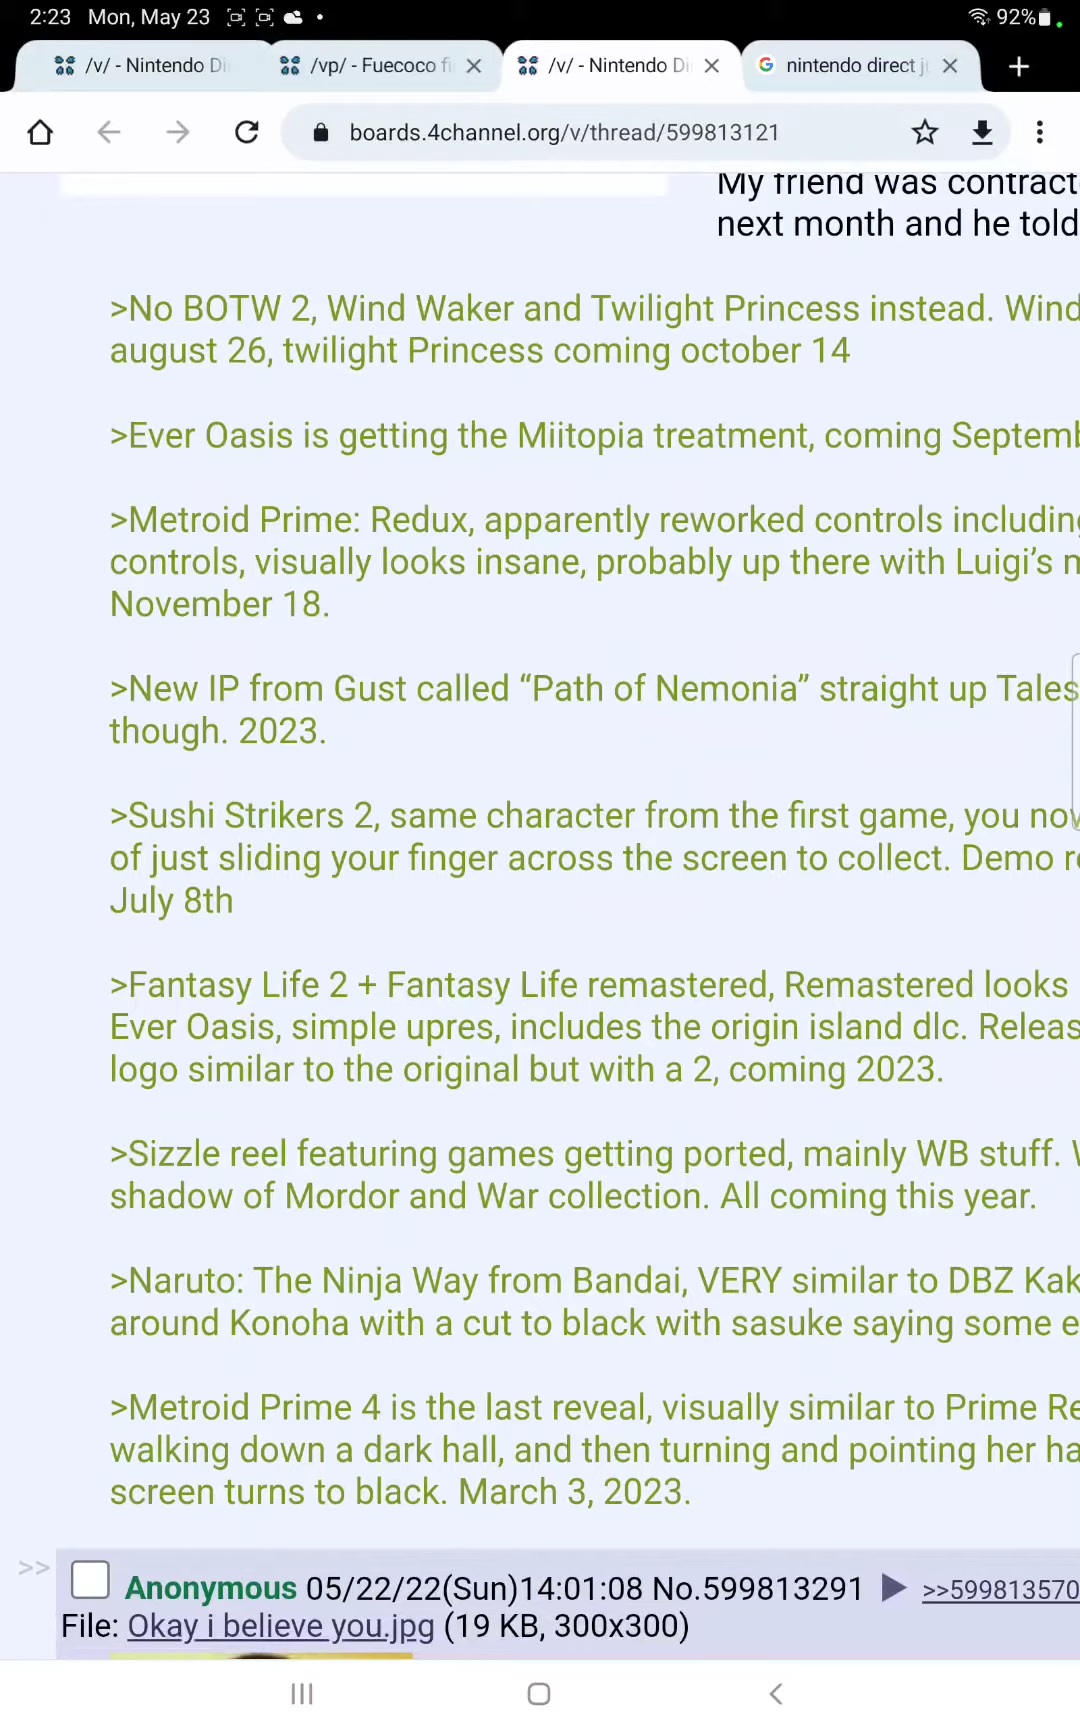 2:23 Mon, May 23
92%
/v/ - Nintendo Di
/vp/ - Fuecoco fi
/v/ - Nintendo Di
nintendo direct
boards.4channel.org/v/thread/599813121
My friend was contract
next month and he told
>No BOTW 2, Wind Waker and Twilight Princess instead. Wind
august 26, twilight Princess coming october 14
>Ever Oasis is getting the Miitopia treatment, coming Septemb
>Metroid Prime: Redux, apparently reworked controls including
controls, visually looks insane, probably up there with Luigi’s m
November 18.
>New IP from Gust called “Path of Nemonia” straight up Tales
though. 2023.
>Sushi Strikers 2, same character from the first game, you now
of just sliding your finger across the screen to collect. Demo re
July 8th
>Fantasy Life 2 + Fantasy Life remastered, Remastered looks
Ever Oasis, simple upres, includes the origin island dlc. Releas
logo similar to the original but with a 2, coming 2023.
>Sizzle reel featuring games getting ported, mainly WB stuff.
shadow of Mordor and War collection. All coming this year.
>Naruto: The Ninja Way from Bandai, VERY similar to DBZ Kak
around Konoha with a cut to black with sasuke saying some e
>Metroid Prime 4 is the last reveal, visually similar to Prime Re
walking down a dark hall, and then turning and pointing her ha
screen turns to black. March 3, 2023.
>>
Anonymous 05/22/22(Sun)14:01:08 No.599813291 ▶ >>599813570
File: Okay i believe you.jpg (19 KB, 300x300)